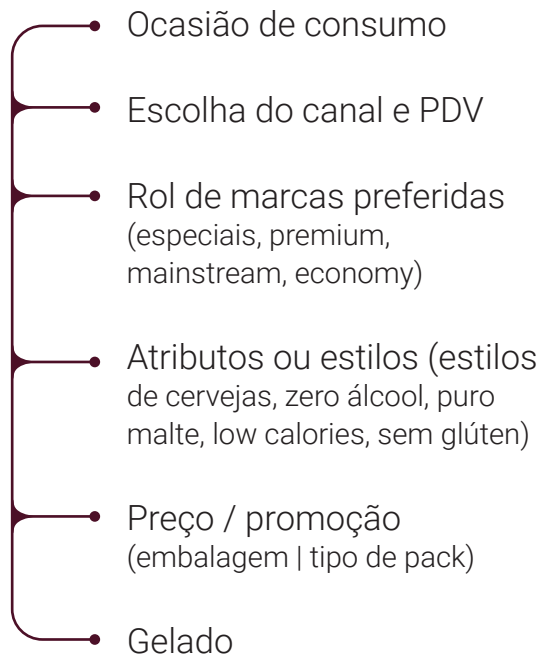 Ocasião de consumo
Escolha do canal e PDV
Rol de marcas preferidas
(especiais, premium,
mainstream, economy)
Atributos ou estilos (estilos
de cervejas, zero álcool, puro
malte, low calories, sem glúten)
Preço / promoção
(embalagem | tipo de pack)
Gelado